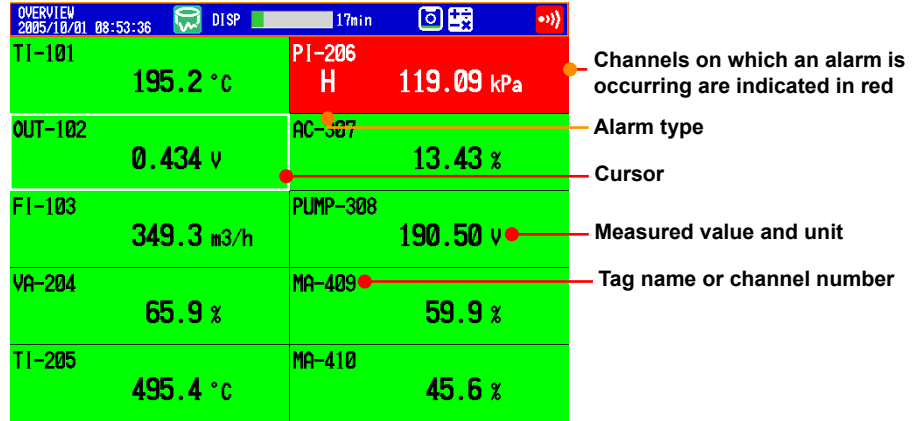 OVERVIEW
2005/10/01 08:53:36
DISP
17min
TI-101
195.2 °C
PI-206
H 119.09 kPa
Channels on which an alarm is
occurring are indicated in red
OUT-102
0.434 V
AC-307
13.43 %
Alarm type
Cursor
FI-103
349.3 m3/h
PUMP-308
190.50 V
Measured value and unit
VA-204
65.9 %
MA-409
59.9 %
Tag name or channel number
TI-205
495.4 °C
MA-410
45.6 %